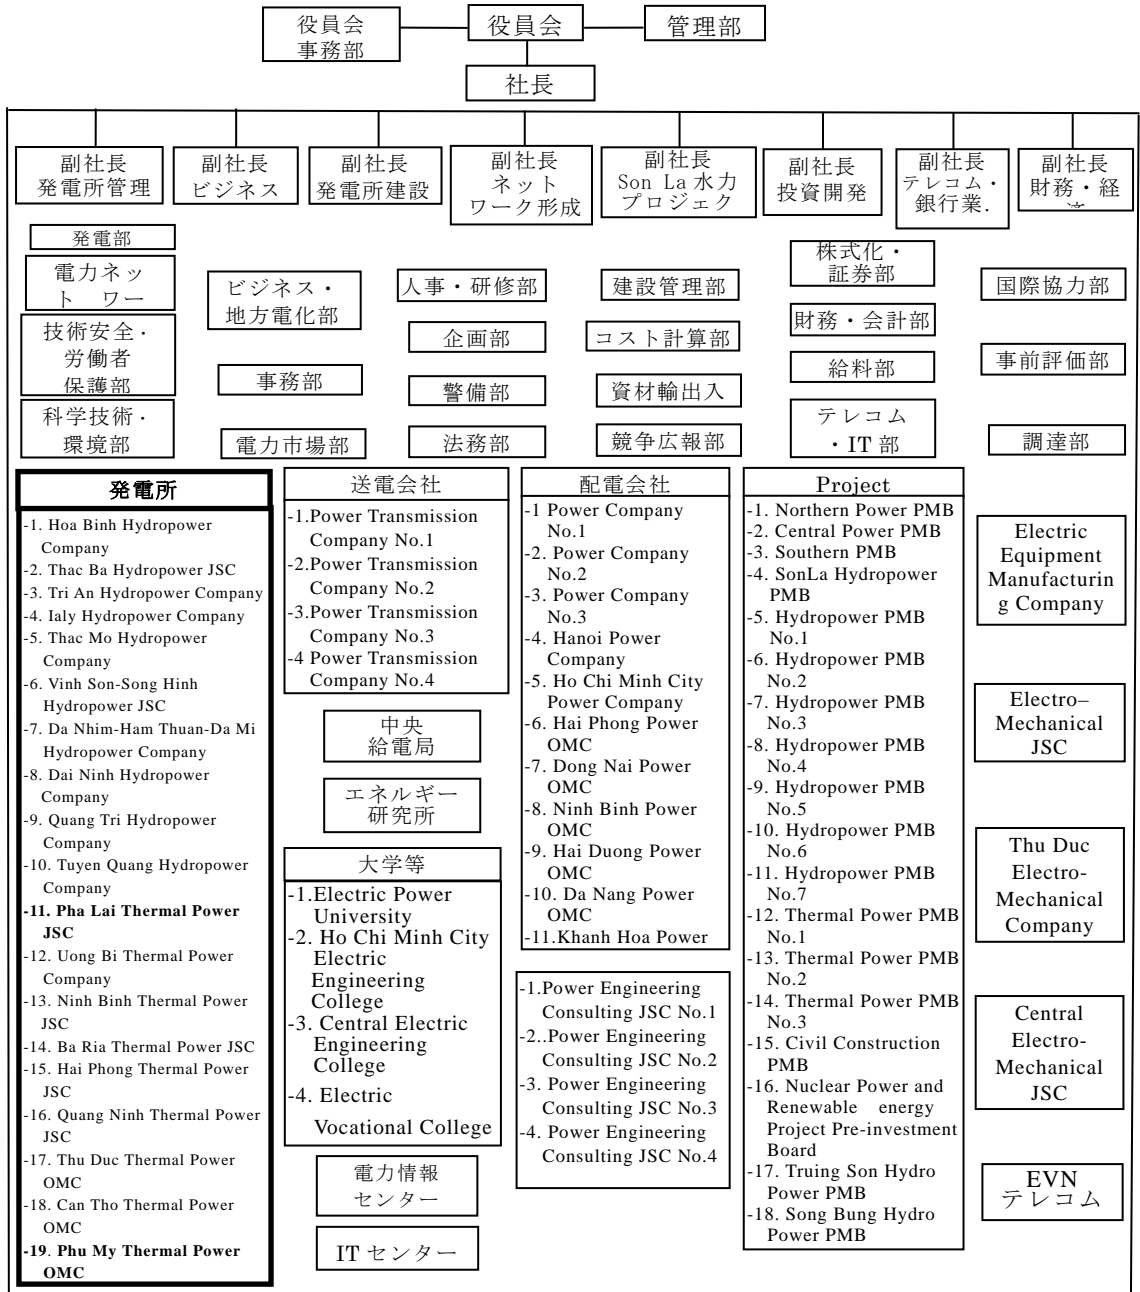 役員会
事務部
役員会
管理部
社長
副社長
発電所管理
副社長
ビジネス
副社長
発電所建設
副社長
ネット
ワーク形成
副社長
Son La 水力
プロジェク
副社長
投資開発
副社長
テレコム・
銀行業.
副社長
財務・経
発電部
電力ネッ
ト ワー
技術安全・
労働者
保護部
科学技術・
環境部
ビジネス・
地方電化部
事務部
電力市場部
人事・研修部
企画部
警備部
法務部
建設管理部
コスト計算部
資材輸出入
競争広報部
株式化・
証券部
財務・会計部
給料部
テレコム
・IT 部
国際協力部
事前評価部
調達部
発電所
-1. Hoa Binh Hydropower
Company
-2. Thac Ba Hydropower JSC
-3. Tri An Hydropower Company
-4. Ialy Hydropower Company
-5. Thac Mo Hydropower
Company
-6. Vinh Son-Song Hinh
Hydropower JSC
-7. Da Nhim-Ham Thuan-Da Mi
Hydropower Company
-8. Dai Ninh Hydropower
Company
-9. Quang Tri Hydropower
Company
-10. Tuyen Quang Hydropower
Company
-11. Pha Lai Thermal Power
JSC
-12. Uong Bi Thermal Power
Company
-13. Ninh Binh Thermal Power
JSC
-14. Ba Ria Thermal Power JSC
-15. Hai Phong Thermal Power
JSC
-16. Quang Ninh Thermal Power
JSC
-17. Thu Duc Thermal Power
OMC
-18. Can Tho Thermal Power
OMC
-19. Phu My Thermal Power
OMC
送電会社
-1.Power Transmission
Company No.1
-2.Power Transmission
Company No.2
-3.Power Transmission
Company No.3
-4 Power Transmission
Company No.4
中央
給電局
エネルギー
研究所
大学等
-1.Electric Power
University
-2. Ho Chi Minh City
Electric
Engineering
College
-3. Central Electric
Engineering
College
-4. Electric
Vocational College
電力情報
センター
IT センター
配電会社
-1 Power Company
No.1
-2. Power Company
No.2
-3. Power Company
No.3
-4. Hanoi Power
Company
-5. Ho Chi Minh City
Power Company
-6. Hai Phong Power
OMC
-7. Dong Nai Power
OMC
-8. Ninh Binh Power
OMC
-9. Hai Duong Power
OMC
-10. Da Nang Power
OMC
-11.Khanh Hoa Power
-1.Power Engineering
Consulting JSC No.1
-2..Power Engineering
Consulting JSC No.2
-3. Power Engineering
Consulting JSC No.3
-4. Power Engineering
Consulting JSC No.4
Project
-1. Northern Power PMB
-2. Central Power PMB
-3. Southern PMB
-4. SonLa Hydropower
PMB
-5. Hydropower PMB
No.1
-6. Hydropower PMB
No.2
-7. Hydropower PMB
No.3
-8. Hydropower PMB
No.4
-9. Hydropower PMB
No.5
-10. Hydropower PMB
No.6
-11. Hydropower PMB
No.7
-12. Thermal Power PMB
No.1
-13. Thermal Power PMB
No.2
-14. Thermal Power PMB
No.3
-15. Civil Construction
PMB
-16. Nuclear Power and
Renewable energy
Project Pre-investment
Board
-17. Truing Son Hydro
Power PMB
-18. Song Bung Hydro
Power PMB
Electric
Equipment
Manufacturin
g Company
Electro–
Mechanical
JSC
Thu Duc
Electro-
Mechanical
Company
Central
Electro-
Mechanical
JSC
EVN
テレコム